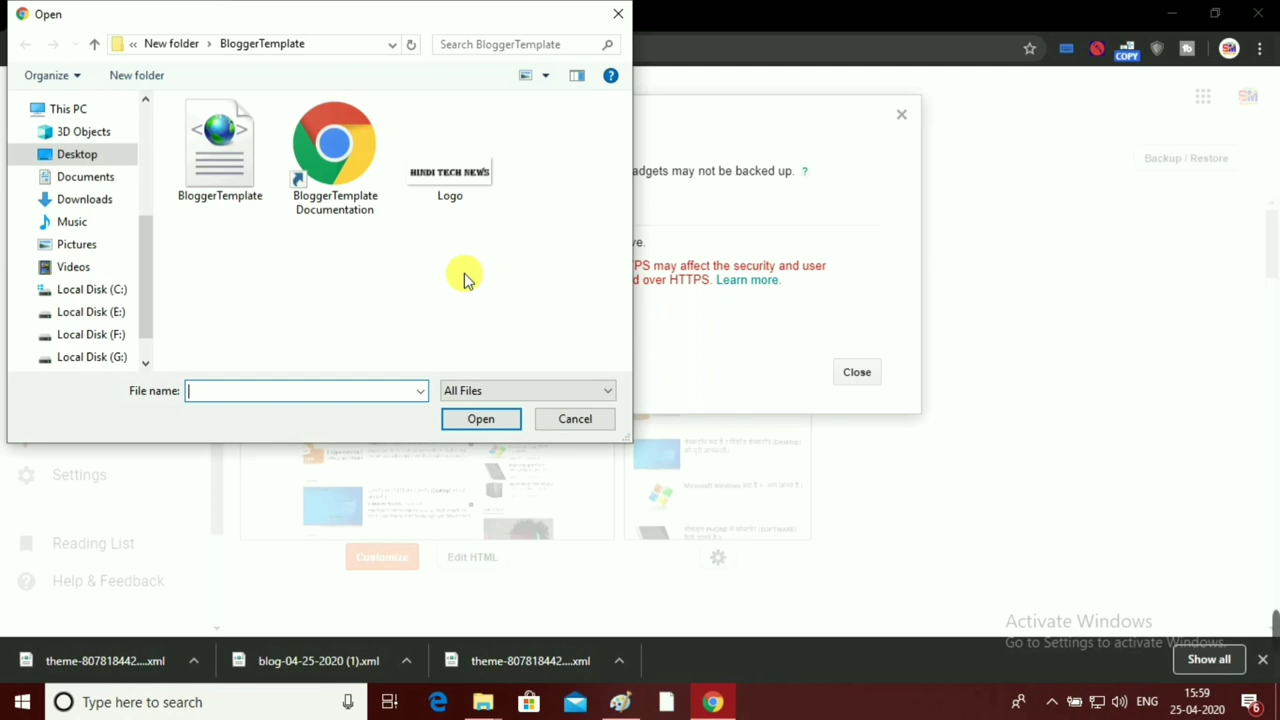 Open
« New folder › BloggerTemplate
Search BloggerTemplate
COPY
SM
Organize
New folder
?
This PC
3D Objects
Desktop
Documents
Downloads
Music
Pictures
Videos
Local Disk (C:)
Local Disk (E:)
Local Disk (F:)
Local Disk (G:)
BloggerTemplate
BloggerTemplate
Documentation
HINDI TECH NEWS
Logo
File name:
All Files
Open
Cancel
adgets may not be backed up. ?
Backup / Restore
ve.
PS may affect the security and user
d over HTTPS. Learn more.
Close
Settings
Reading List
Help & Feedback
Customize
Edit HTML
Activate Windows
Go to Settings to activate Windows.
theme-807818442....xml
blog-04-25-2020 (1).xml
theme-807818442....xml
Show all
Type here to search
ENG
15:59
25-04-2020
6